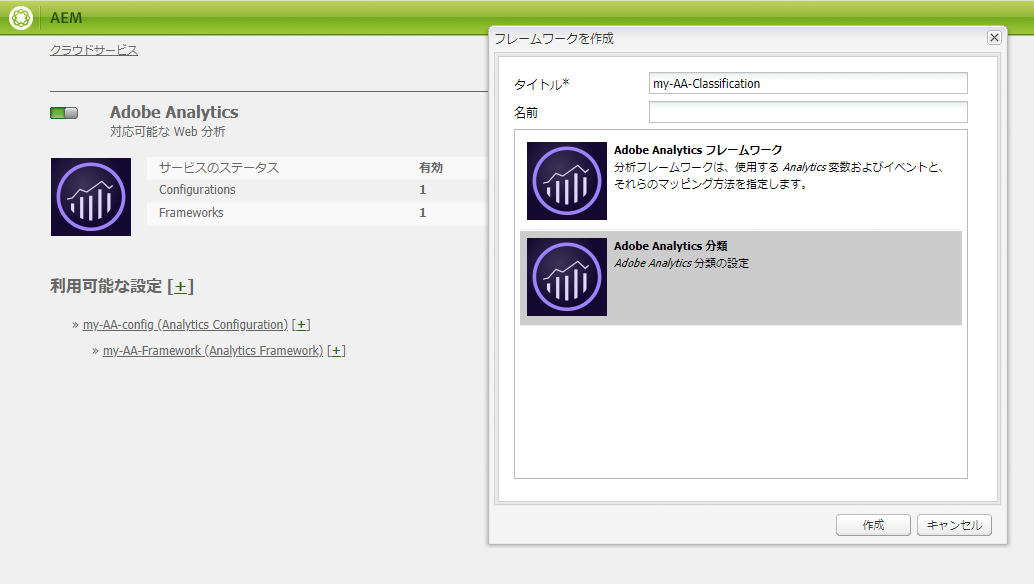 AEM
クラウドサービス
Adobe Analytics
対応可能な Web 分析
サービスのステータス 有効
Configurations 1
Frameworks 1
利用可能な設定 [+]
» my-AA-config (Analytics Configuration) [+]
» my-AA-Framework (Analytics Framework) [+]
フレームワークを作成
タイトル* my-AA-Classification
名前
Adobe Analytics フレームワーク
分析フレームワークは、使用する Analytics 変数およびイベントと、
それらのマッピング方法を指定します。
Adobe Analytics 分類
Adobe Analytics 分類の設定
作成 キャンセル